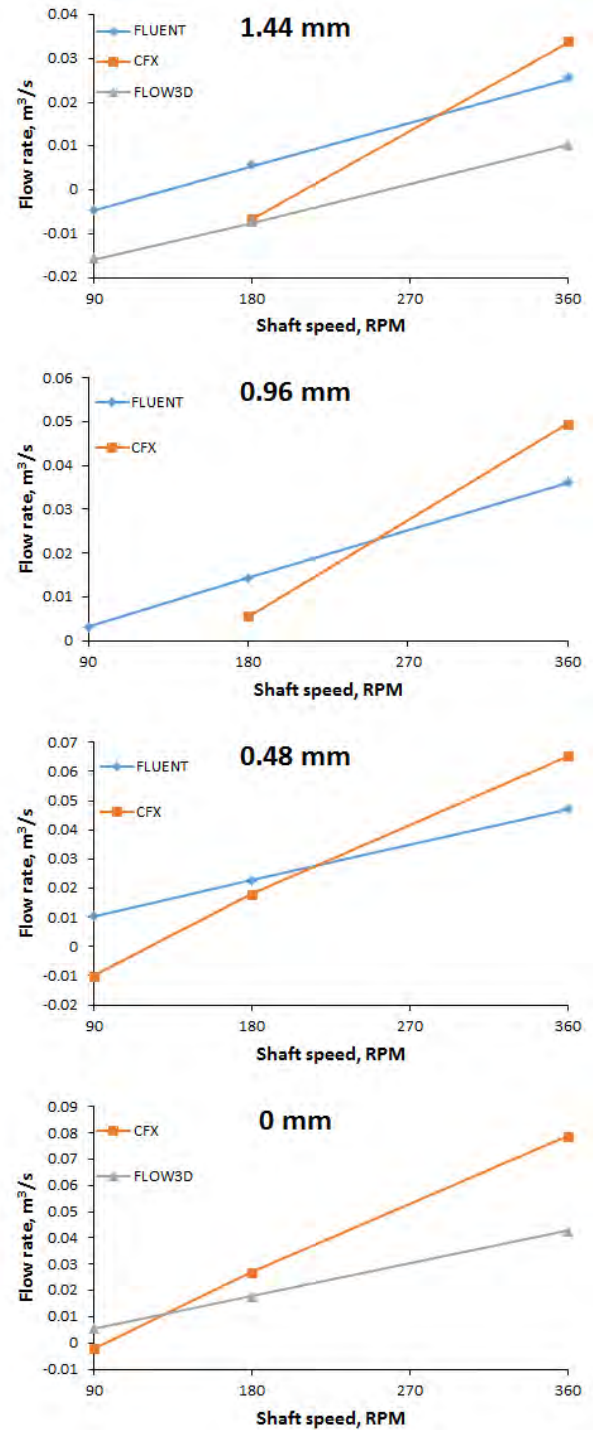 1.44 mm
FLUENT
CFX
FLOW3D
Flow rate, m³/s
0.04
0.03
0.02
0.01
0
-0.01
-0.02
90 180 270 360
Shaft speed, RPM
0.96 mm
FLUENT
CFX
Flow rate, m³/s
0.06
0.05
0.04
0.03
0.02
0.01
0
90 180 270 360
Shaft speed, RPM
0.48 mm
FLUENT
CFX
Flow rate, m³/s
0.07
0.06
0.05
0.04
0.03
0.02
0.01
0
-0.01
-0.02
90 180 270 360
Shaft speed, RPM
0 mm
CFX
FLOW3D
Flow rate, m³/s
0.09
0.08
0.07
0.06
0.05
0.04
0.03
0.02
0.01
0
-0.01
90 180 270 360
Shaft speed, RPM